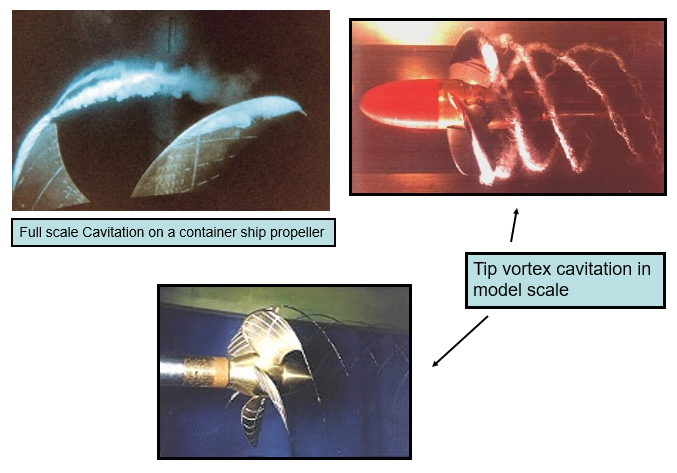 Full scale Cavitation on a container ship propeller
Tip vortex cavitation in
model scale